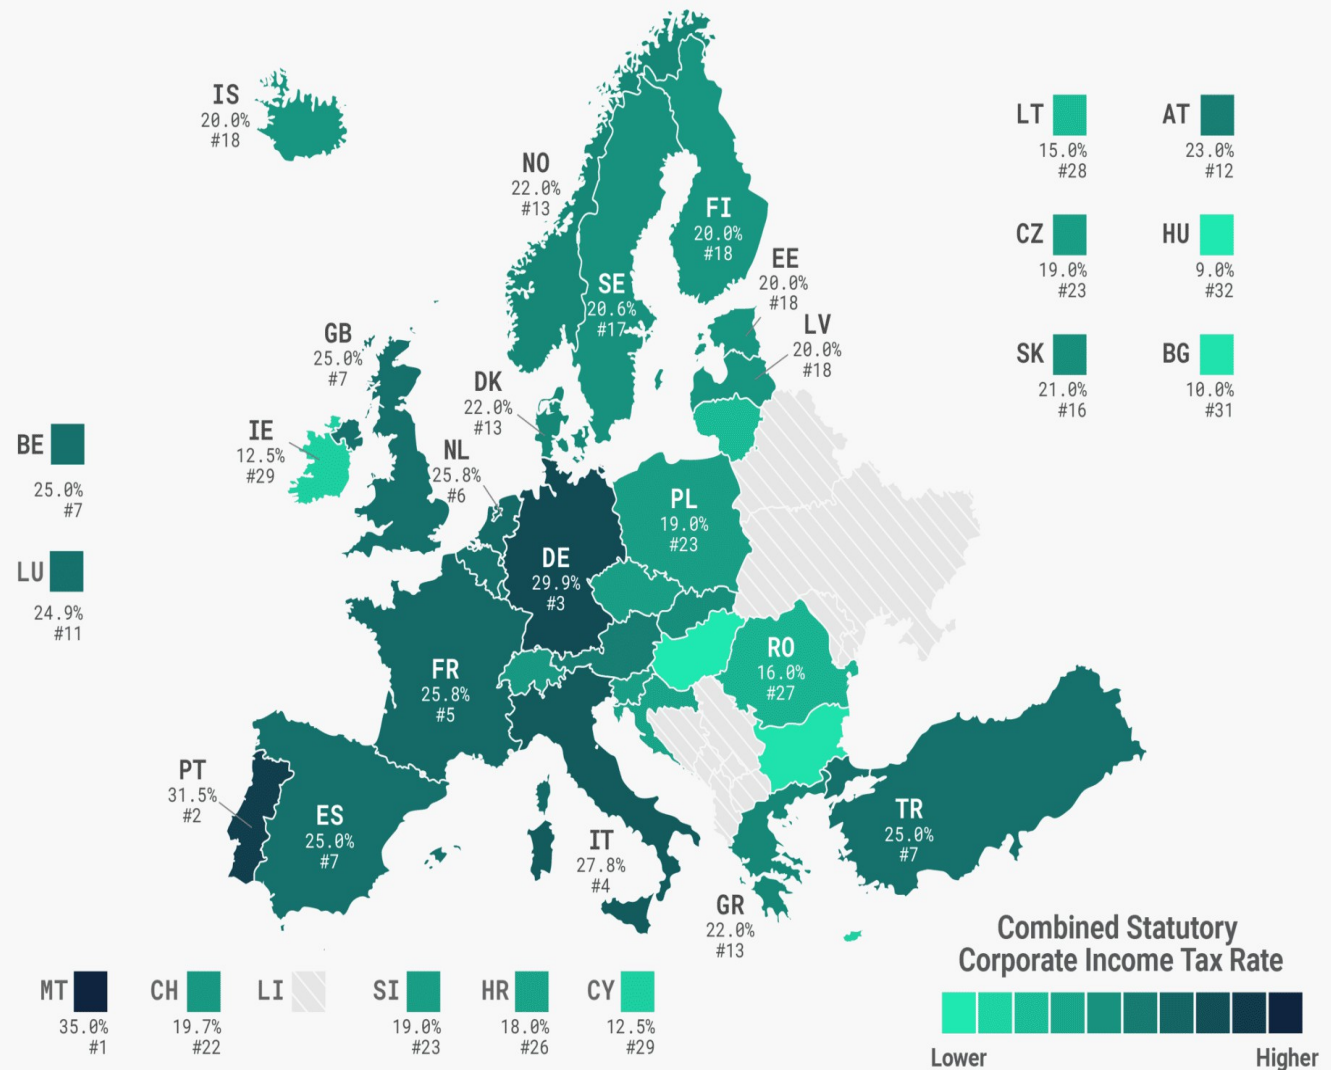 IS
20.0%
#18
NO
22.0%
#13
FI
20.0%
#18
SE
20.6%
#17
EE
20.0%
#18
LV
20.0%
#18
LT
15.0%
#28
AT
23.0%
#12
CZ
19.0%
#23
HU
9.0%
#32
SK
21.0%
#16
BG
10.0%
#31
GB
25.0%
#7
DK
22.0%
#13
IE
12.5%
#29
NL
25.8%
#6
BE
25.0%
#7
LU
24.9%
#11
PL
19.0%
#23
DE
29.9%
#3
FR
25.8%
#5
RO
16.0%
#27
PT
31.5%
#2
ES
25.0%
#7
IT
27.8%
#4
GR
22.0%
#13
TR
25.0%
#7
MT
35.0%
#1
CH
19.7%
#22
LI
SI
19.0%
#23
HR
18.0%
#26
CY
12.5%
#29
Combined Statutory
Corporate Income Tax Rate
Lower
Higher